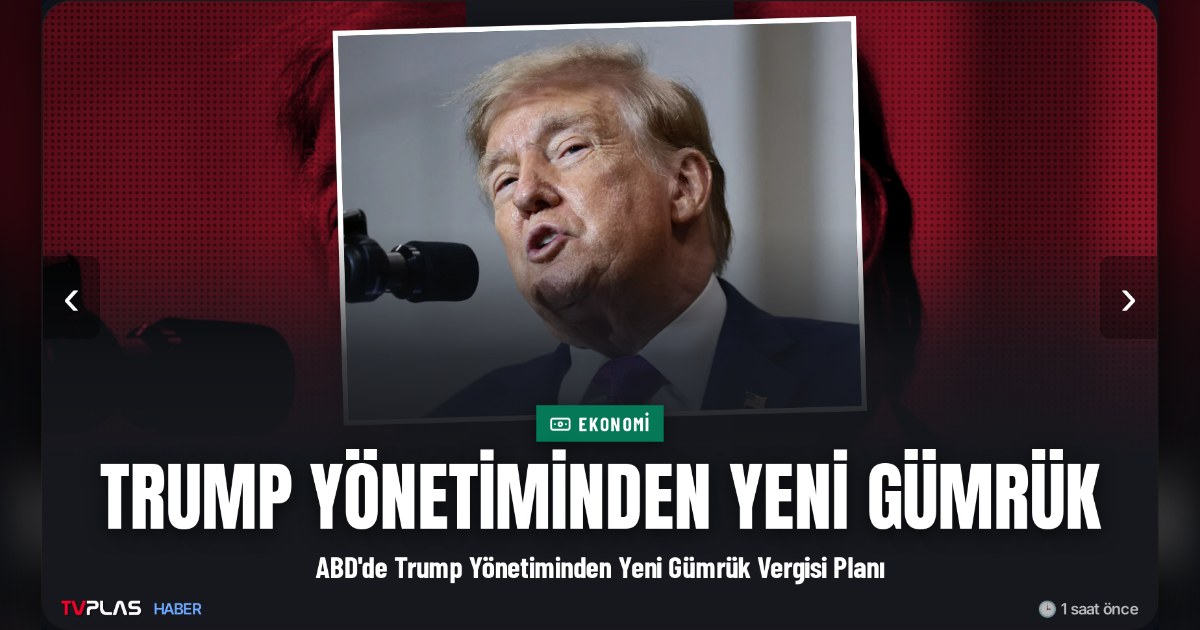 EKONOMİ
TRUMP YÖNETİMİNDEN YENİ GÜMRÜK
ABD'de Trump Yönetiminden Yeni Gümrük Vergisi Planı
TVPLAS HABER
1 saat önce